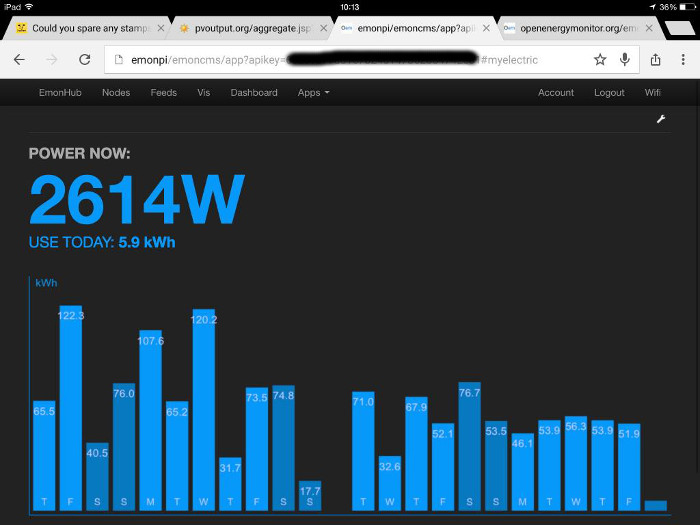 iPad 10:13 36%
Could you spare any stamp
pvoutput.org/aggregate.jsp
emonpi/emoncms/app?api
openenergymonitor.org/em
emonpi/emoncms/app?apikey= #myelectric
EmonHub Nodes Feeds Vis Dashboard Apps Account Logout Wifi
POWER NOW:
2614W
USE TODAY: 5.9 kWh
kWh
65.5 122.3 40.5 76.0 107.6 65.2 120.2 31.7 73.5 74.8 17.7 71.0 32.6 67.9 52.1 76.7 53.5 46.1 53.9 56.3 53.9 51.9
T F S S M T W T F S S T W T F S S M T W T F